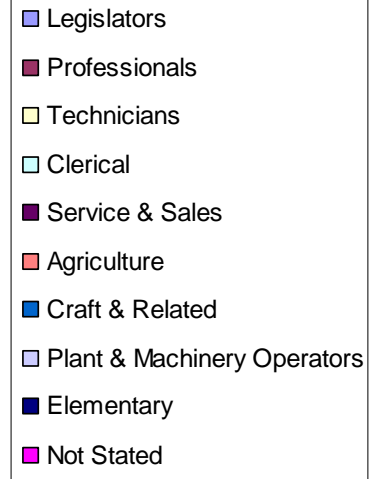 Legislators
Professionals
Technicians
Clerical
Service & Sales
Agriculture
Craft & Related
Plant & Machinery Operators
Elementary
Not Stated